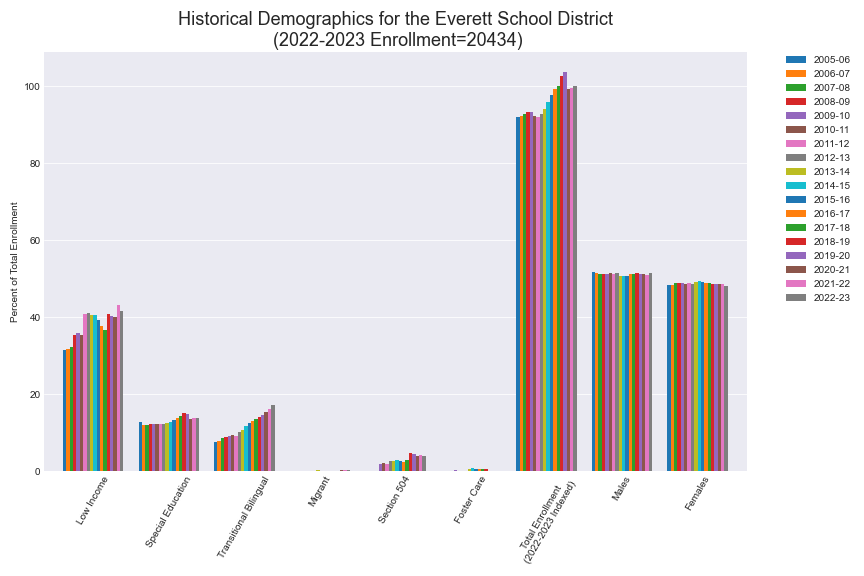 Historical Demographics for the Everett School District
(2022-2023 Enrollment=20434)
Percent of Total Enrollment
100
80
60
40
20
0
Low Income
Special Education
Transitional Bilingual
Migrant
Section 504
Foster Care
Total Enrollment
(2022-2023 Indexed)
Males
Females
2005-06
2006-07
2007-08
2008-09
2009-10
2010-11
2011-12
2012-13
2013-14
2014-15
2015-16
2016-17
2017-18
2018-19
2019-20
2020-21
2021-22
2022-23